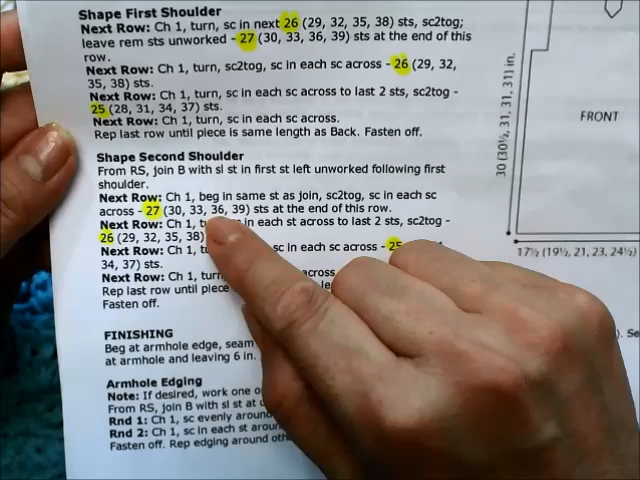 Shape First Shoulder
Next Row: Ch 1, turn, sc in next 26 (29, 32, 35, 38) sts, sc2tog;
leave rem sts unworked - 27 (30, 33, 36, 39) sts at the end of this
row.
Next Row: Ch 1, turn, sc2tog, sc in each sc across - 26 (29, 32,
35, 38) sts.
Next Row: Ch 1, turn, sc in each sc across to last 2 sts, sc2tog -
25 (28, 31, 34, 37) sts.
Next Row: Ch 1, turn, sc in each sc across.
Rep last row until piece is same length as Back. Fasten off.
Shape Second Shoulder
From RS, join B with sl st in first st left unworked following first
shoulder.
Next Row: Ch 1, beg in same st as join, sc2tog, sc in each sc
across - 27 (30, 33, 36, 39) sts at the end of this row.
Next Row: Ch 1, in each st across to last 2 sts, sc2tog -
26 (29, 32, 35, 38)
Next Row: Ch 1, sc in each sc across - 25
34, 37) sts.
Next Row: Ch 1, turn across.
Rep last row until piece
Fasten off.
FINISHING
Beg at armhole edge, seam
at armhole and leaving 6 in.
Armhole Edging
Note: If desired, work one
From RS, join B with sl st at
Rnd 1: Ch 1, sc evenly around
Rnd 2: Ch 1, sc in each st around
Fasten off. Rep edging around
30 (30½, 31, 31, 31) in.
FRONT
17½ (19½, 21, 23, 24½)